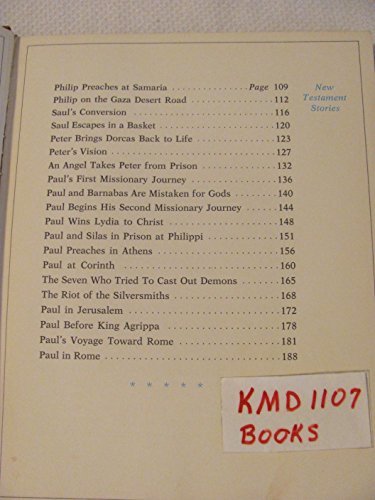 Philip Preaches at Samaria ............... Page 109
Philip on the Gaza Desert Road ............... 112
Saul's Conversion ............... 116
Saul Escapes in a Basket ............... 120
Peter Brings Dorcas Back to Life ............... 123
Peter's Vision ............... 127
An Angel Takes Peter from Prison ............... 132
Paul's First Missionary Journey ............... 136
Paul and Barnabas Are Mistaken for Gods ............... 140
Paul Begins His Second Missionary Journey ............... 144
Paul Wins Lydia to Christ ............... 148
Paul and Silas in Prison at Philippi ............... 151
Paul Preaches in Athens ............... 156
Paul at Corinth ............... 160
The Seven Who Tried To Cast Out Demons ............... 165
The Riot of the Silversmiths ............... 168
Paul in Jerusalem ............... 172
Paul Before King Agrippa ............... 178
Paul's Voyage Toward Rome ............... 181
Paul in Rome ............... 188
* * * * *
New
Testament
Stories
KMD 1107
BOOKS